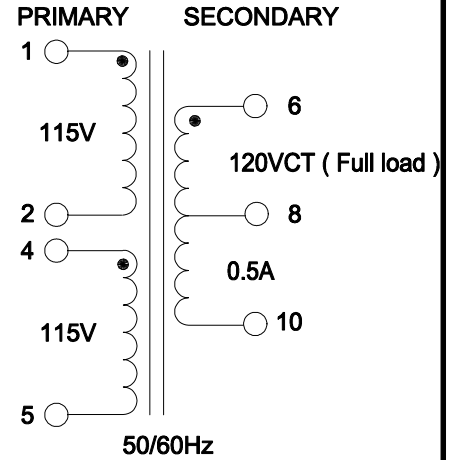 PRIMARY SECONDARY
1
6
115V
120VCT ( Full load )
2
8
4
0.5A
10
115V
5
50/60Hz